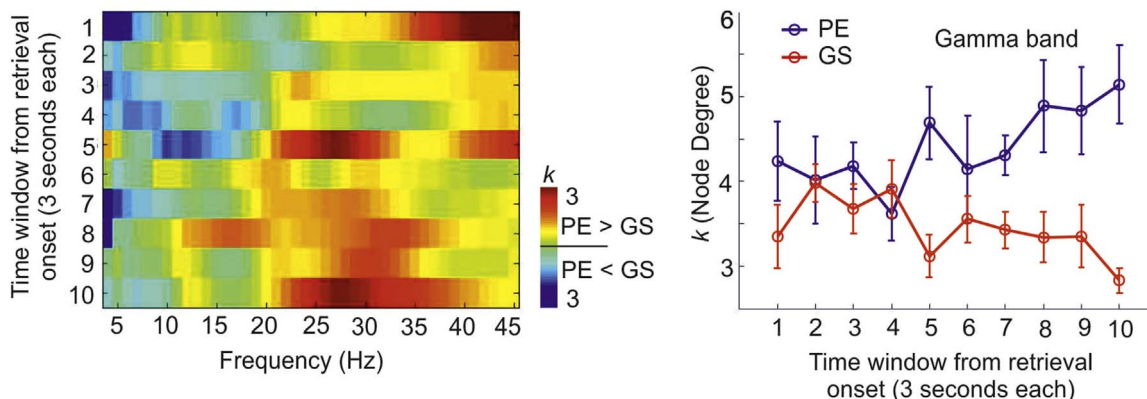 Time window from retrieval
onset (3 seconds each)
1
2
3
4
5
6
7
8
9
10
5 10 15 20 25 30 35 40 45
Frequency (Hz)
k
3
PE > GS
PE < GS
3
6
5
4
3
k (Node Degree)
PE
GS
Gamma band
1 2 3 4 5 6 7 8 9 10
Time window from retrieval
onset (3 seconds each)